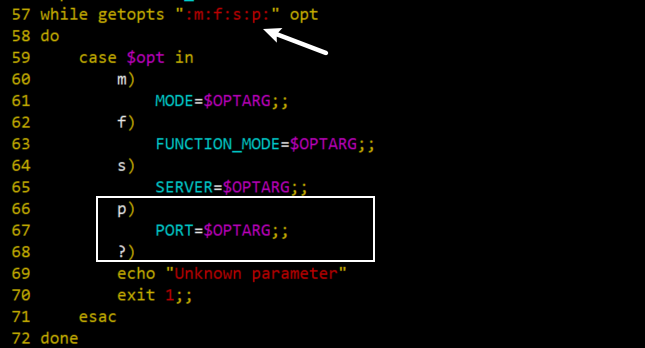 57 while getopts ":m:f:s:p:" opt
58 do
59     case $opt in
60         m)
61             MODE=$OPTARG;;
62         f)
63             FUNCTION_MODE=$OPTARG;;
64         s)
65             SERVER=$OPTARG;;
66         p)
67             PORT=$OPTARG;;
68         ?)
69         echo "Unknown parameter"
70         exit 1;;
71     esac
72 done